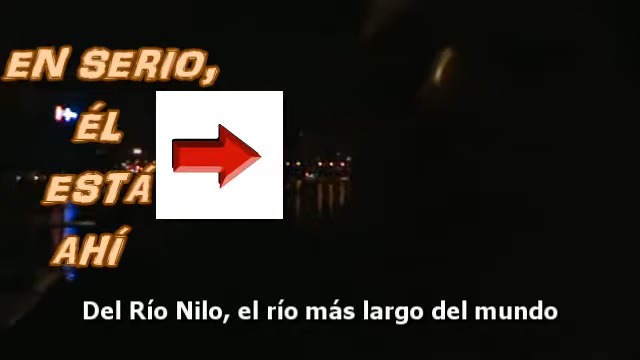 EN SERIO,
ÉL
ESTÁ
AHÍ
Del Río Nilo, el río más largo del mundo